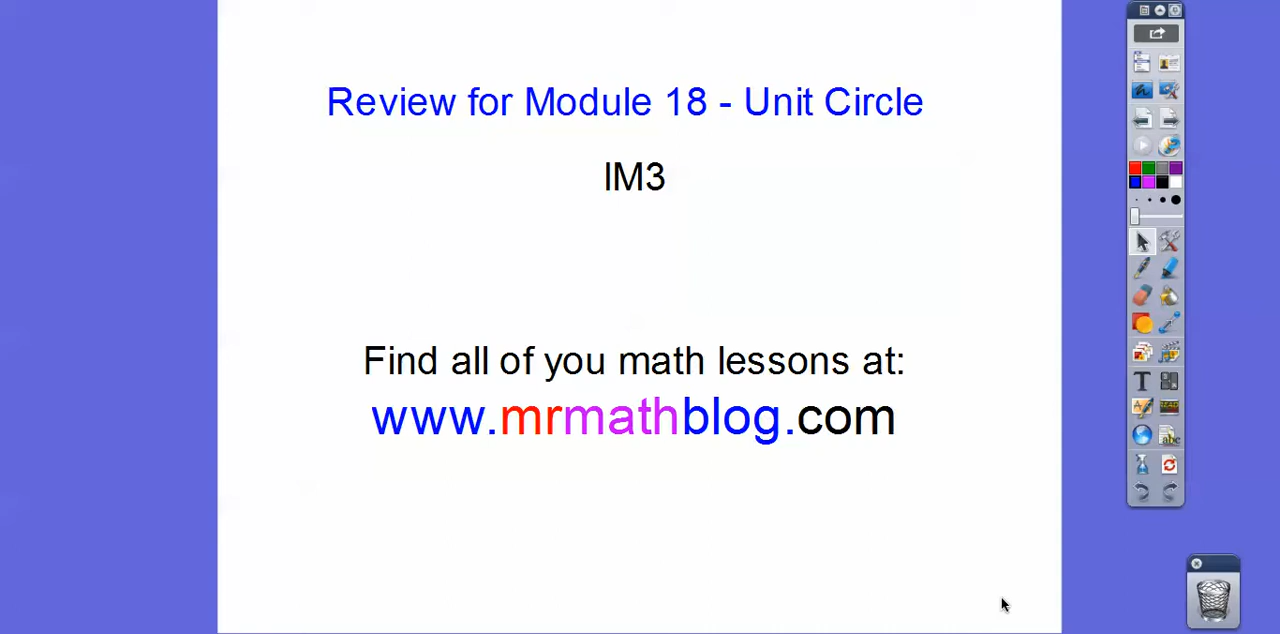 Review for Module 18 - Unit Circle
IM3
Find all of you math lessons at:
www.mrmathblog.com